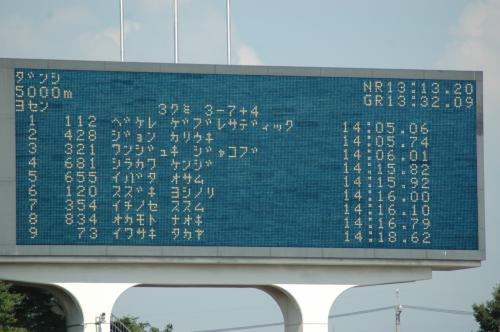 ダンシ
5000m NR13:13.20
ヨセン GR13:32.09
3クミ 3-7+4
1 112 ベケレ ゲブレサディック 14:05.06
2 428 ジョン カリウキ 14:05.74
3 321 ワンジュキ ジャコブ 14:06.01
4 681 シラカワ ケンジ 14:15.82
5 655 イバタ オサム 14:15.92
6 120 スズキ ヨシノリ 14:16.00
7 354 イチノセ ススム 14:16.10
8 834 オカモト ナオキ 14:16.79
9 73 イワサキ タカヤ 14:18.62